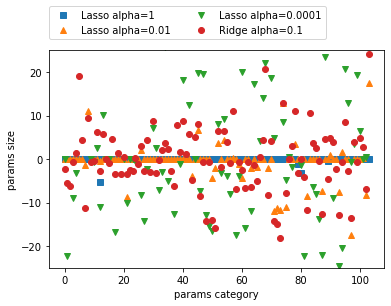 Lasso alpha=1
Lasso alpha=0.01
Lasso alpha=0.0001
Ridge alpha=0.1
params size
20
10
0
−10
−20
0 20 40 60 80 100
params category